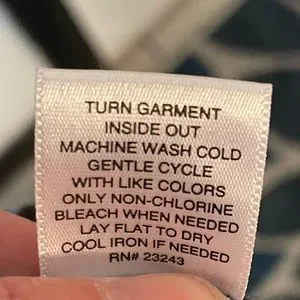 TURN GARMENT
INSIDE OUT
MACHINE WASH COLD
GENTLE CYCLE
WITH LIKE COLORS
ONLY NON-CHLORINE
BLEACH WHEN NEEDED
LAY FLAT TO DRY
COOL IRON IF NEEDED
RN# 23243